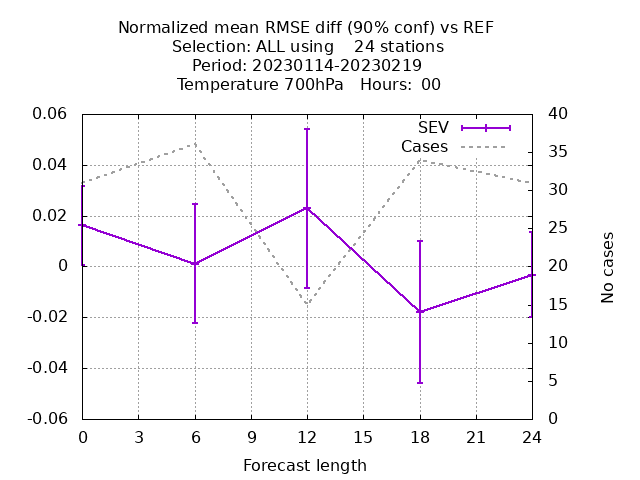 Normalized mean RMSE diff (90% conf) vs REF
Selection: ALL using    24 stations
Period: 20230114-20230219
Temperature 700hPa   Hours:  00
SEV
Cases
0.06
0.04
0.02
0
-0.02
-0.04
-0.06
40
35
30
25
20
15
10
5
0
No cases
0 3 6 9 12 15 18 21 24
Forecast length